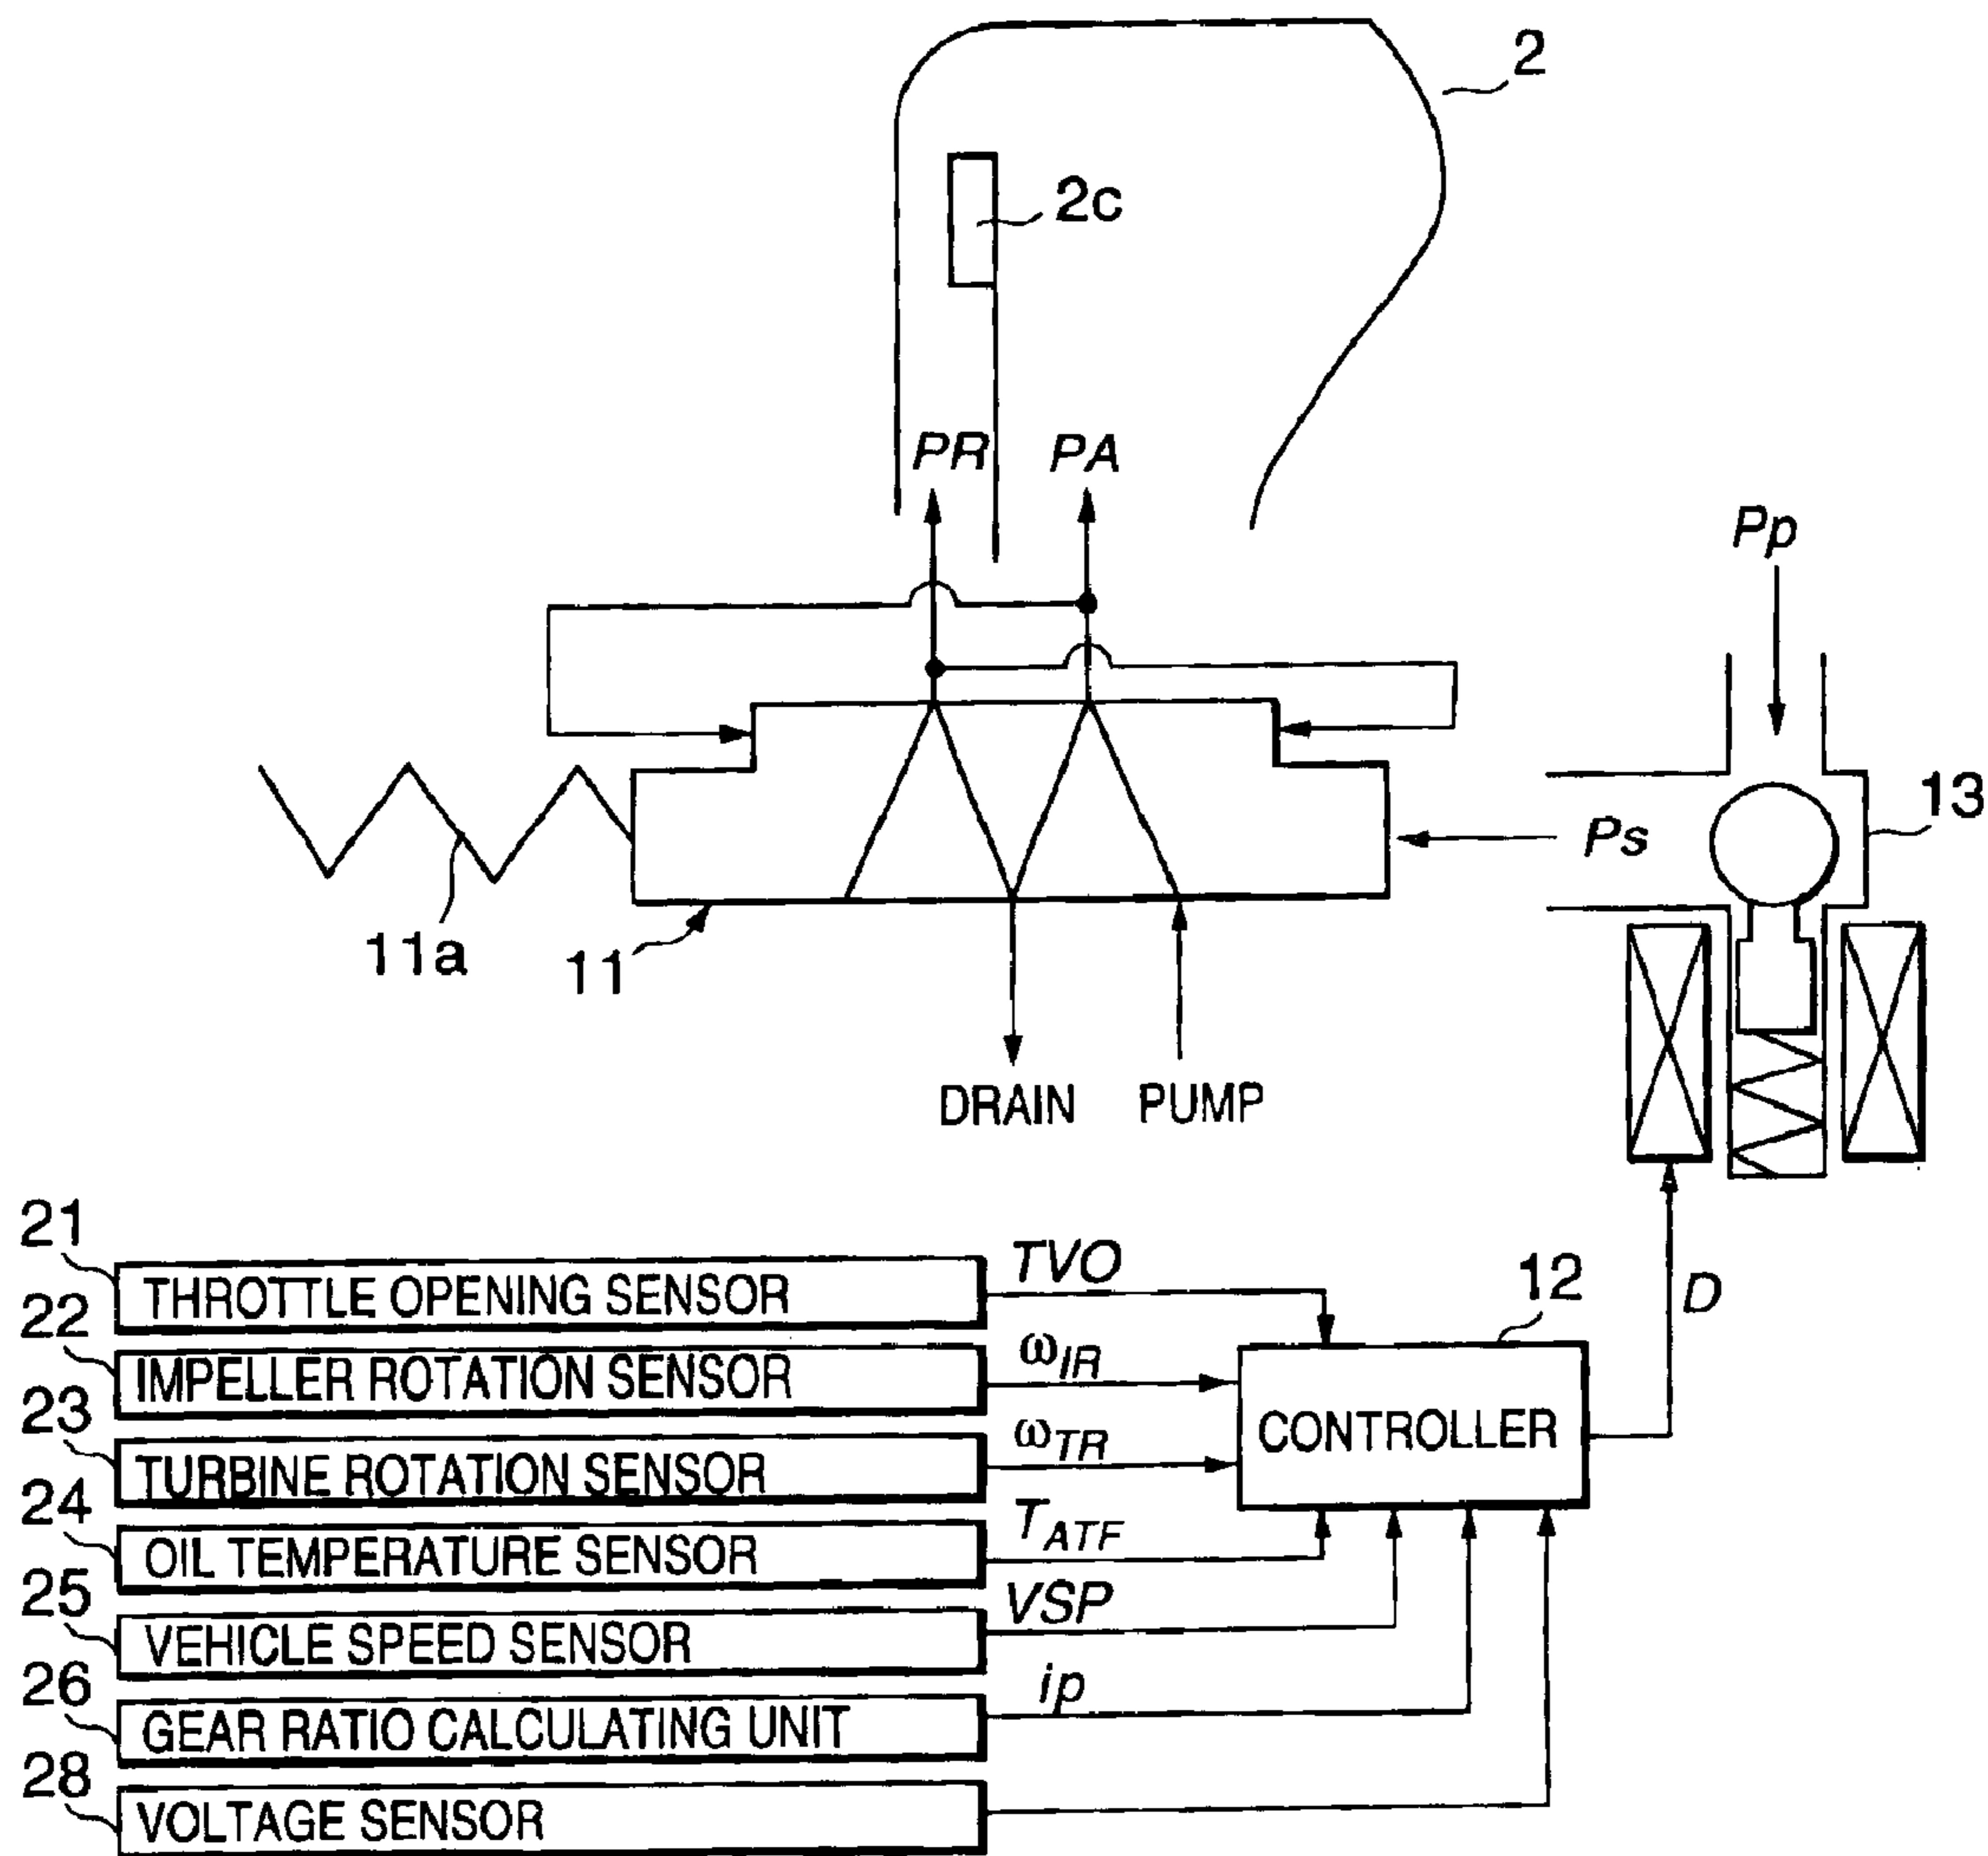 2
2c
PR PA
Pp
13
Ps
11a
11
DRAIN PUMP
21
THROTTLE OPENING SENSOR
TVO
12
D
22
IMPELLER ROTATION SENSOR
ωIR
23
TURBINE ROTATION SENSOR
ωTR
CONTROLLER
24
OIL TEMPERATURE SENSOR
TATF
25
VEHICLE SPEED SENSOR
VSP
26
GEAR RATIO CALCULATING UNIT
ip
28
VOLTAGE SENSOR